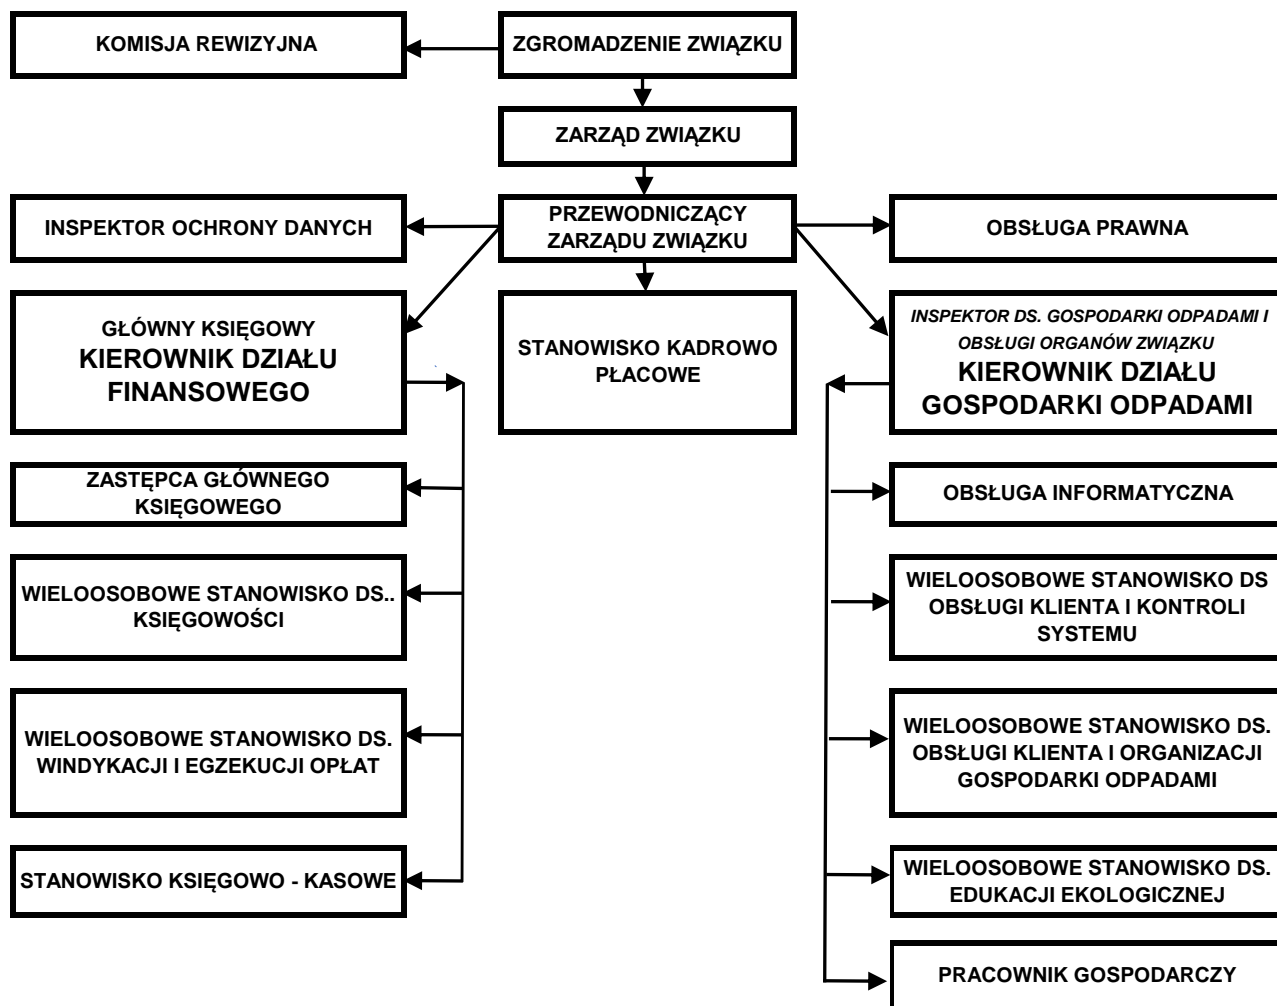 KOMISJA REWIZYJNA
ZGROMADZENIE ZWIĄZKU
ZARZĄD ZWIĄZKU
INSPEKTOR OCHRONY DANYCH
PRZEWODNICZĄCY
ZARZĄDU ZWIĄZKU
OBSŁUGA PRAWNA
GŁÓWNY KSIĘGOWY
KIEROWNIK DZIAŁU
FINANSOWEGO
STANOWISKO KADROWO
PŁACOWE
INSPEKTOR DS. GOSPODARKI ODPADAMI I
OBSŁUGI ORGANÓW ZWIĄZKU
KIEROWNIK DZIAŁU
GOSPODARKI ODPADAMI
ZASTĘPCA GŁÓWNEGO
KSIĘGOWEGO
OBSŁUGA INFORMATYCZNA
WIELOOSOBOWE STANOWISKO DS..
KSIĘGOWOŚCI
WIELOOSOBOWE STANOWISKO DS
OBSŁUGI KLIENTA I KONTROLI
SYSTEMU
WIELOOSOBOWE STANOWISKO DS.
WINDYKACJI I EGZEKUCJI OPŁAT
WIELOOSOBOWE STANOWISKO DS.
OBSŁUGI KLIENTA I ORGANIZACJI
GOSPODARKI ODPADAMI
STANOWISKO KSIĘGOWO - KASOWE
WIELOOSOBOWE STANOWISKO DS.
EDUKACJI EKOLOGICZNEJ
PRACOWNIK GOSPODARCZY